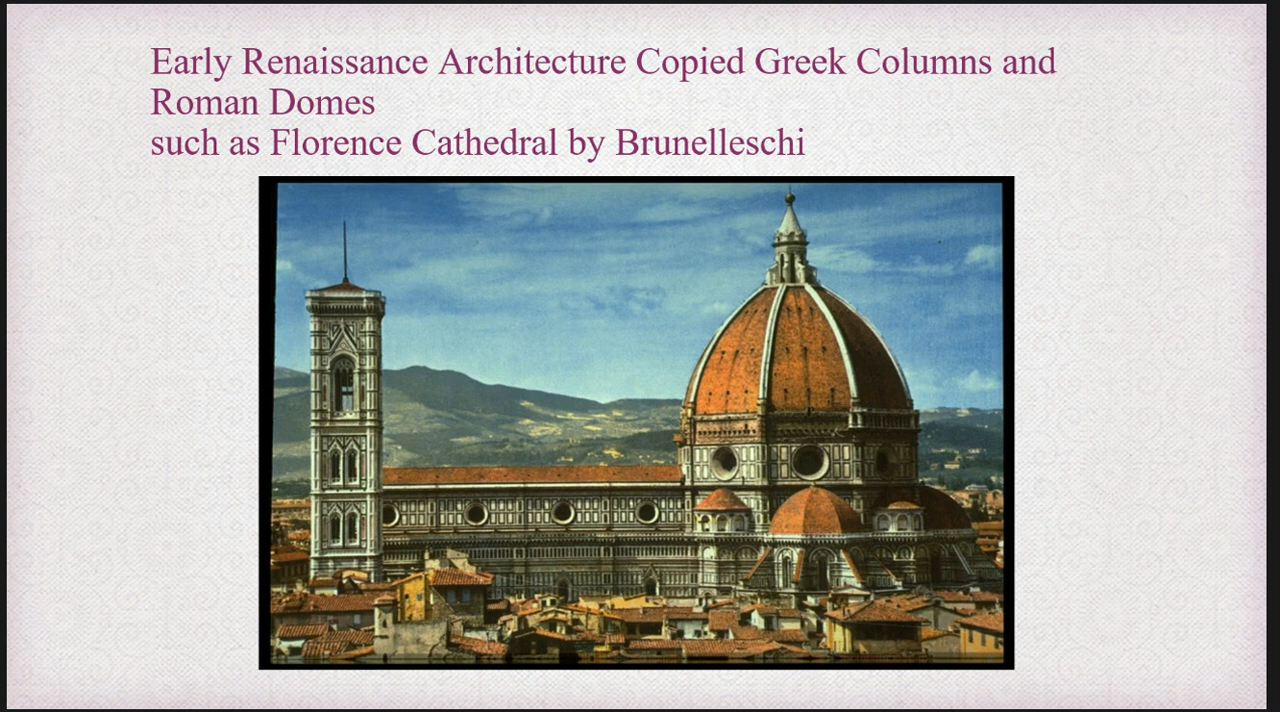 Early Renaissance Architecture Copied Greek Columns and
Roman Domes
such as Florence Cathedral by Brunelleschi